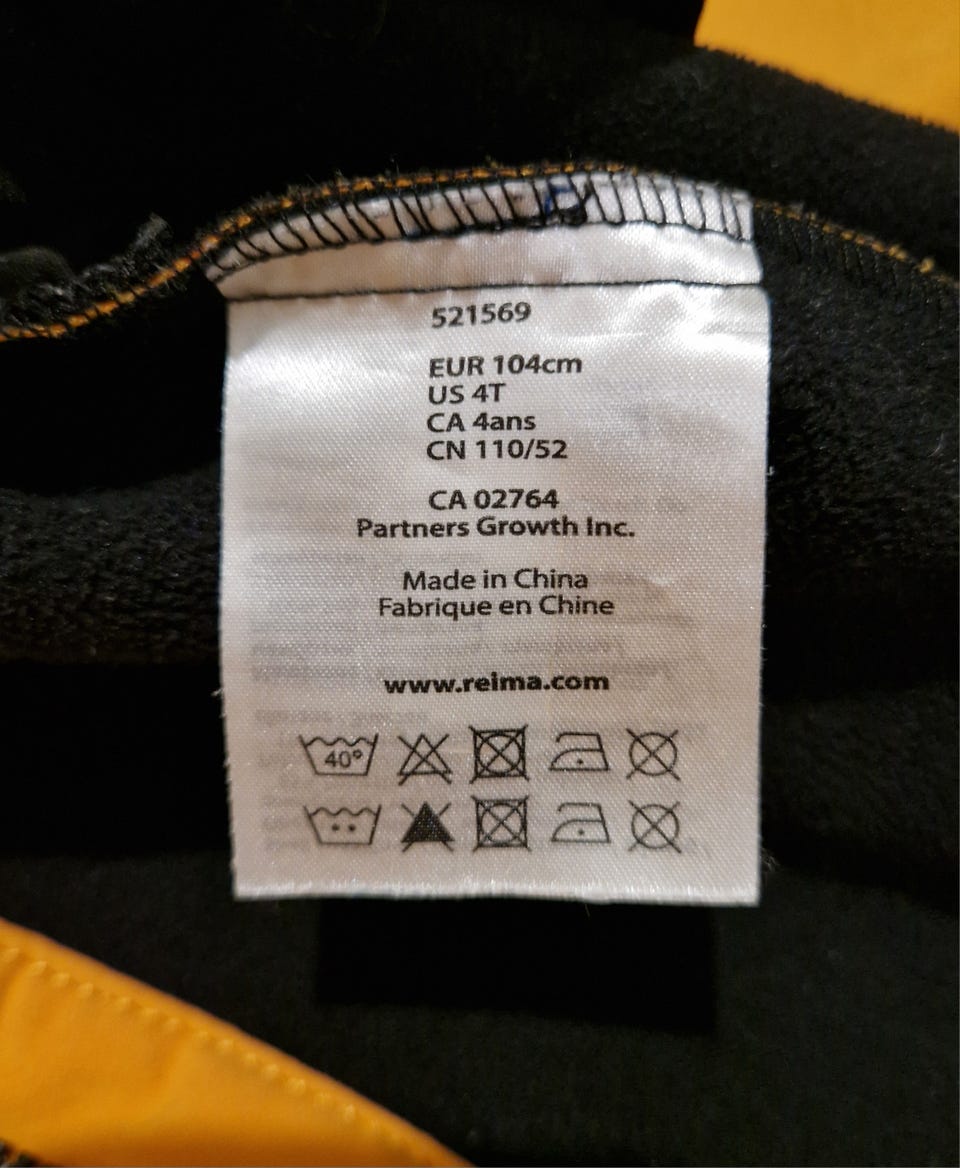 521569
EUR 104cm
US 4T
CA 4ans
CN 110/52
CA 02764
Partners Growth Inc.
Made in China
Fabrique en Chine
www.reima.com
40°